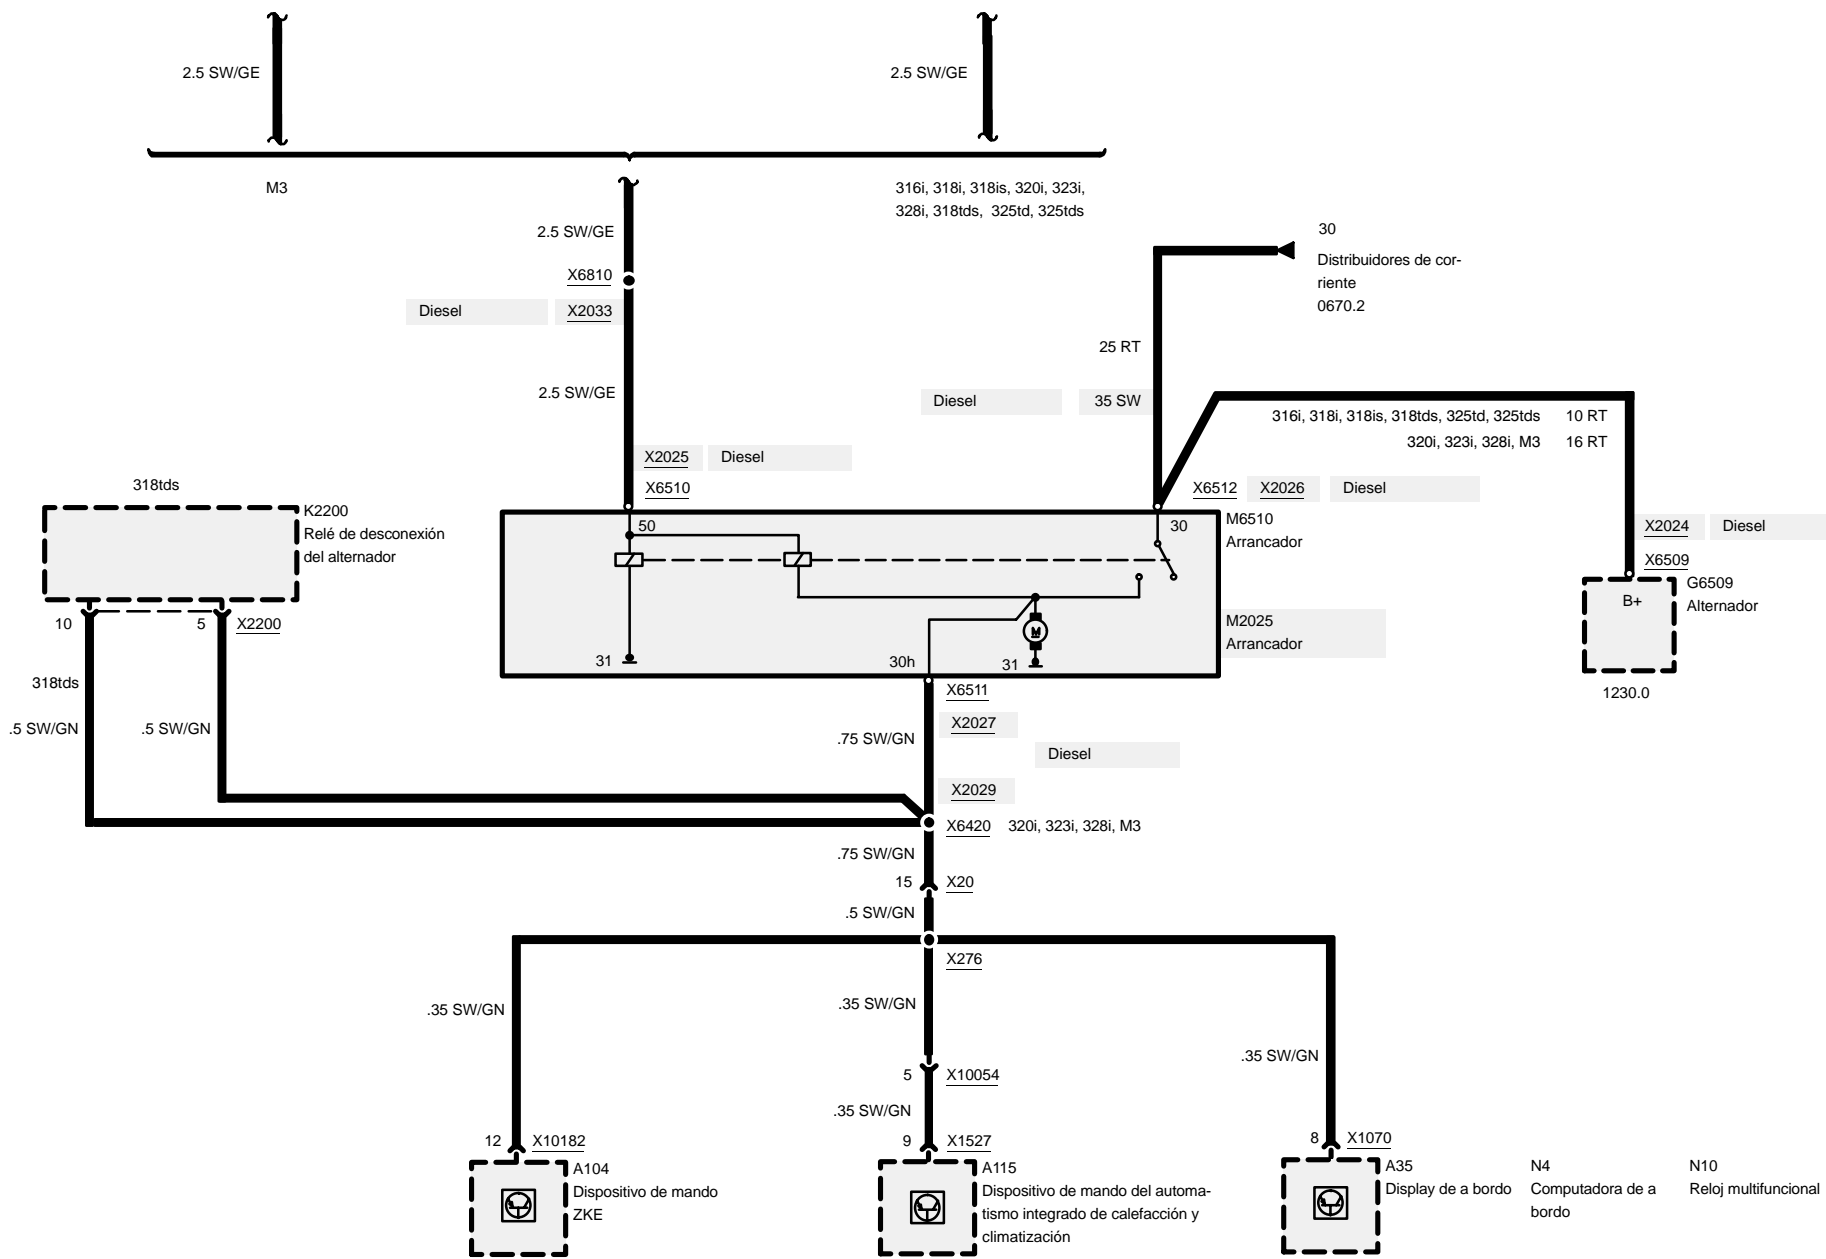 2.5 SW/GE
2.5 SW/GE
M3
316i, 318i, 318is, 320i, 323i,
328i, 318tds, 325td, 325tds
2.5 SW/GE
X6810
Diesel X2033
2.5 SW/GE
X2025 Diesel
X6510
30
Distribuidores de cor-
riente
0670.2
25 RT
Diesel 35 SW
316i, 318i, 318is, 318tds, 325td, 325tds 10 RT
320i, 323i, 328i, M3 16 RT
X6512 X2026 Diesel
X2024 Diesel
X6509
G6509
Alternador
B+
1230.0
318tds
K2200
Relé de desconexión
del alternador
10 5 X2200
318tds
.5 SW/GN .5 SW/GN
50 30
M6510
Arrancador
M2025
Arrancador
M
31 30h 31
X6511
X2027
.75 SW/GN
Diesel
X2029
X6420 320i, 323i, 328i, M3
.75 SW/GN
15 X20
.5 SW/GN
X276
.35 SW/GN
.35 SW/GN
.35 SW/GN
5 X10054
.35 SW/GN
12 X10182
9 X1527
8 X1070
A104
Dispositivo de mando
ZKE
A115
Dispositivo de mando del automa-
tismo integrado de calefacción y
climatización
A35
Display de a bordo
N4
Computadora de a
bordo
N10
Reloj multifuncional